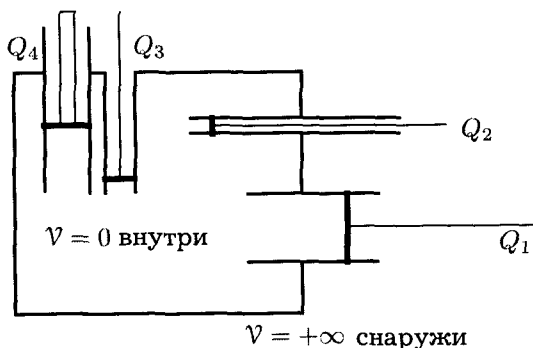 Q₄ Q₃
Q₂
𝒱 = 0 внутри
Q₁
𝒱 = +∞ снаружи